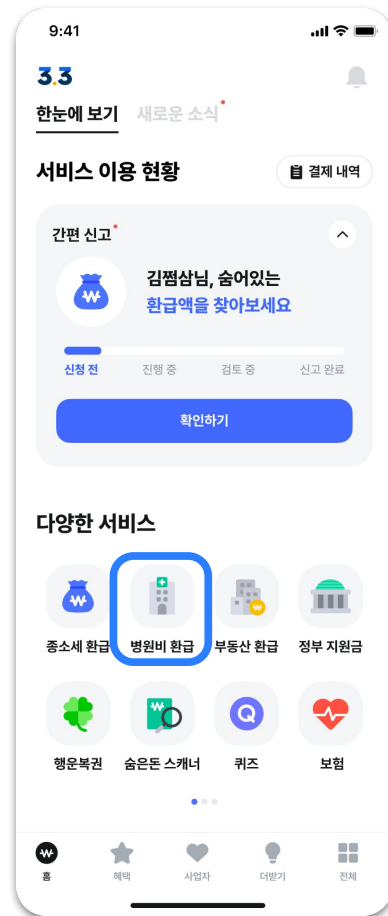 9:41
3.3
한눈에 보기 새로운 소식
서비스 이용 현황
결제 내역
간편 신고
김쩜삼님, 숨어있는
환급액을 찾아보세요
신청 전 진행 중 검토 중 신고 완료
확인하기
다양한 서비스
종소세 환급 병원비 환급 부동산 환급 정부 지원금
행운복권 숨은돈 스캐너 퀴즈 보험
홈 혜택 사업자 더받기 전체